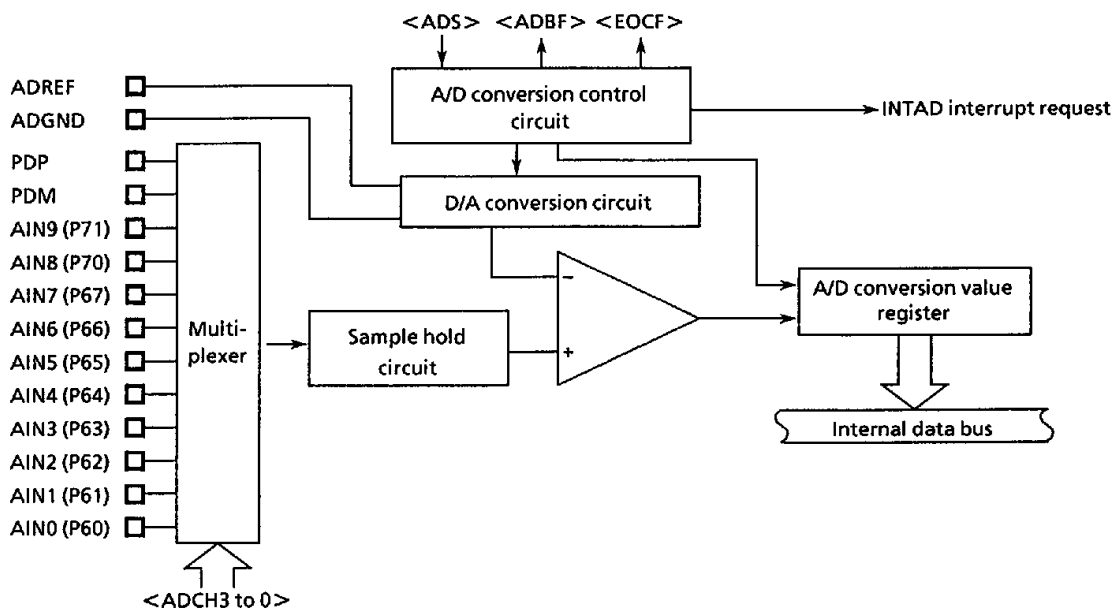 <ADS> <ADBF> <EOCF>
ADREF
ADGND
PDP
PDM
AIN9 (P71)
AIN8 (P70)
AIN7 (P67)
AIN6 (P66)
AIN5 (P65)
AIN4 (P64)
AIN3 (P63)
AIN2 (P62)
AIN1 (P61)
AIN0 (P60)
Multi-
plexer
<ADCH3 to 0>
A/D conversion control
circuit
INTAD interrupt request
D/A conversion circuit
Sample hold
circuit
−
+
A/D conversion value
register
Internal data bus